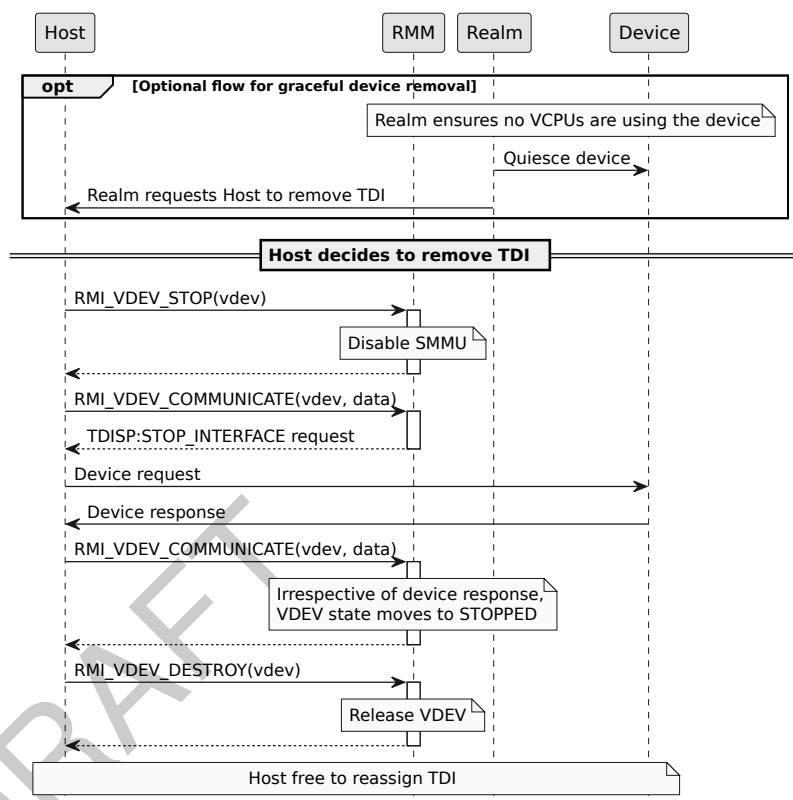 Host RMM Realm Device
opt [Optional flow for graceful device removal]
Realm ensures no VCPUs are using the device
Quiesce device
Realm requests Host to remove TDI
Host decides to remove TDI
RMI_VDEV_STOP(vdev)
Disable SMMU
RMI_VDEV_COMMUNICATE(vdev, data)
TDISP:STOP_INTERFACE request
Device request
Device response
RMI_VDEV_COMMUNICATE(vdev, data)
Irrespective of device response,
VDEV state moves to STOPPED
RMI_VDEV_DESTROY(vdev)
Release VDEV
Host free to reassign TDI
RAFT